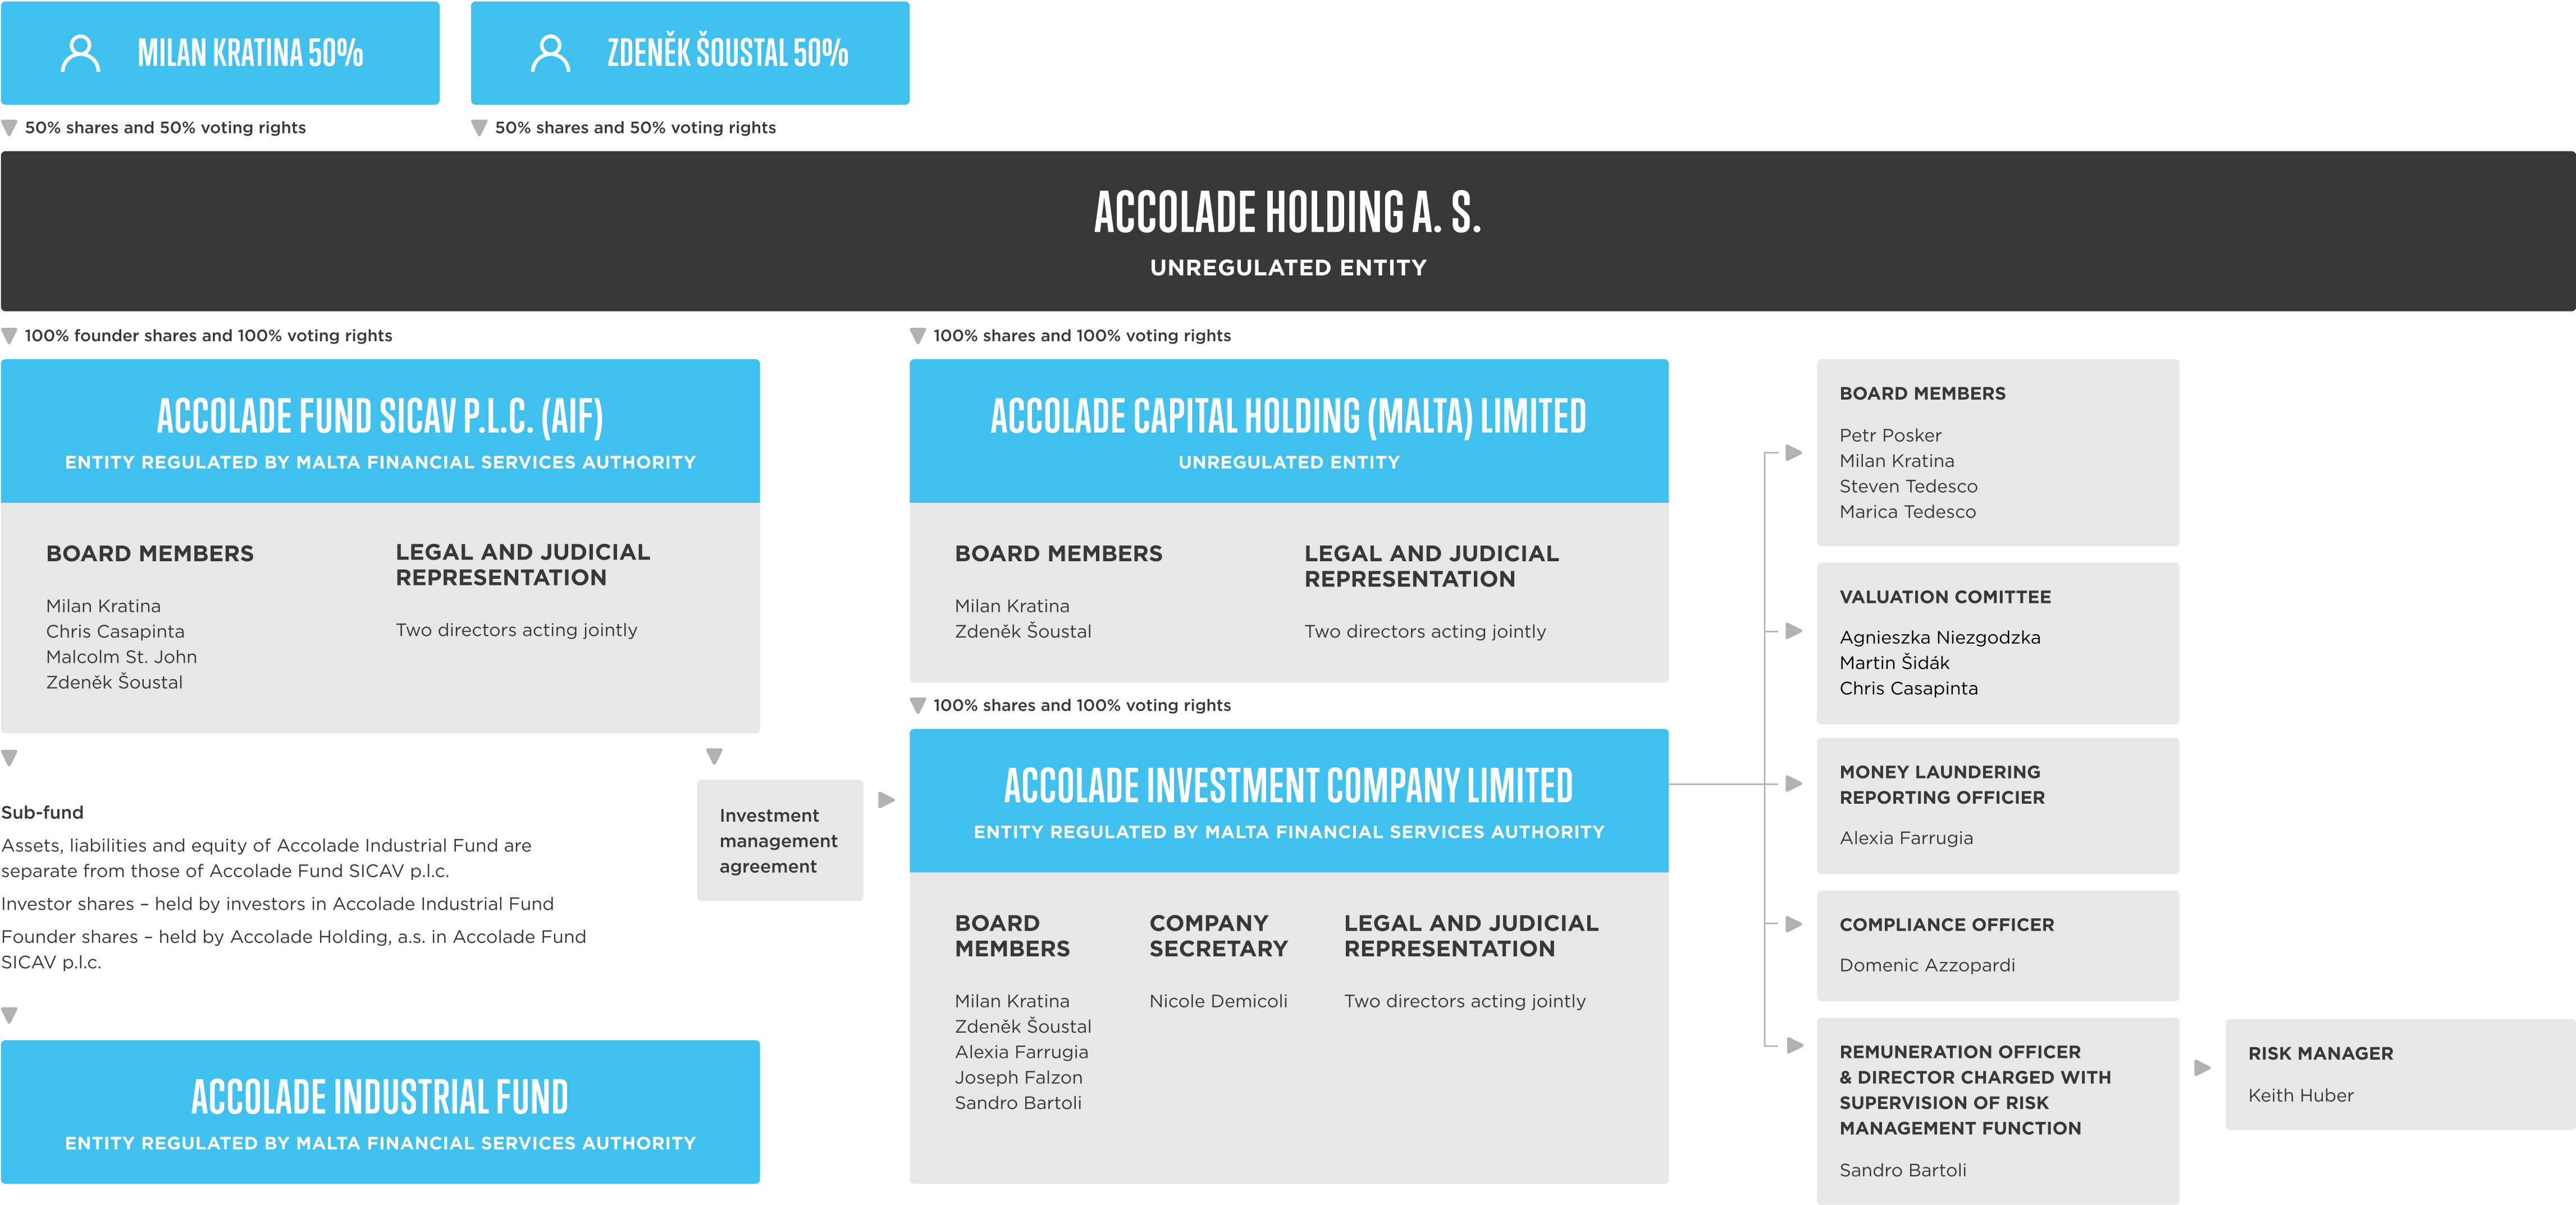 MILAN KRATINA 50%
ZDENĚK ŠOUSTAL 50%
50% shares and 50% voting rights
50% shares and 50% voting rights
ACCOLADE HOLDING A. S.
UNREGULATED ENTITY
100% founder shares and 100% voting rights
ACCOLADE FUND SICAV P.L.C. (AIF)
ENTITY REGULATED BY MALTA FINANCIAL SERVICES AUTHORITY
BOARD MEMBERS
Milan Kratina
Chris Casapinta
Malcolm St. John
Zdeněk Šoustal
LEGAL AND JUDICIAL
REPRESENTATION
Two directors acting jointly
Sub-fund
Assets, liabilities and equity of Accolade Industrial Fund are
separate from those of Accolade Fund SICAV p.l.c.
Investor shares – held by investors in Accolade Industrial Fund
Founder shares – held by Accolade Holding, a.s. in Accolade Fund
SICAV p.l.c.
ACCOLADE INDUSTRIAL FUND
ENTITY REGULATED BY MALTA FINANCIAL SERVICES AUTHORITY
Investment
management
agreement
100% shares and 100% voting rights
ACCOLADE CAPITAL HOLDING (MALTA) LIMITED
UNREGULATED ENTITY
BOARD MEMBERS
Milan Kratina
Zdeněk Šoustal
LEGAL AND JUDICIAL
REPRESENTATION
Two directors acting jointly
100% shares and 100% voting rights
ACCOLADE INVESTMENT COMPANY LIMITED
ENTITY REGULATED BY MALTA FINANCIAL SERVICES AUTHORITY
BOARD
MEMBERS
Milan Kratina
Zdeněk Šoustal
Alexia Farrugia
Joseph Falzon
Sandro Bartoli
COMPANY
SECRETARY
Nicole Demicoli
LEGAL AND JUDICIAL
REPRESENTATION
Two directors acting jointly
BOARD MEMBERS
Petr Posker
Milan Kratina
Steven Tedesco
Marica Tedesco
VALUATION COMITTEE
Agnieszka Niezgodzka
Martin Šidák
Chris Casapinta
MONEY LAUNDERING
REPORTING OFFICIER
Alexia Farrugia
COMPLIANCE OFFICER
Domenic Azzopardi
REMUNERATION OFFICER
& DIRECTOR CHARGED WITH
SUPERVISION OF RISK
MANAGEMENT FUNCTION
Sandro Bartoli
RISK MANAGER
Keith Huber